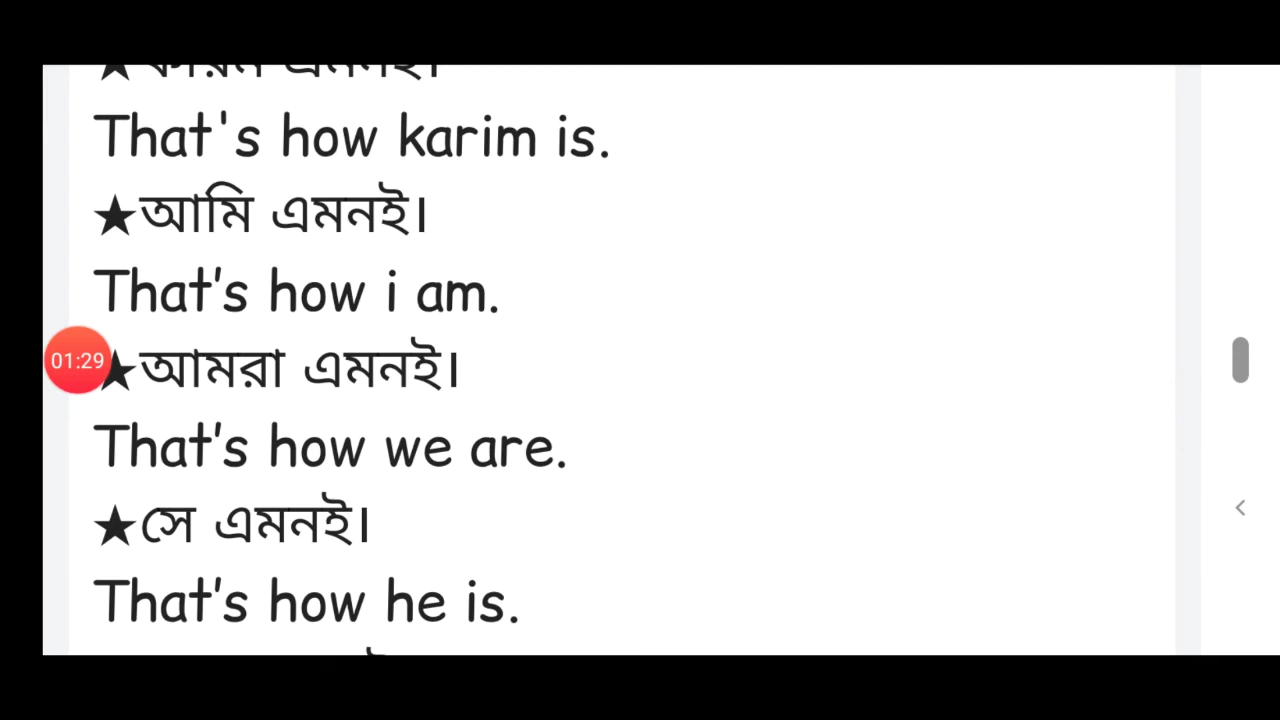 That's how karim is.
★আমি এমনই।
That's how i am.
01:29
★আমরা এমনই।
That's how we are.
★সে এমনই।
That's how he is.